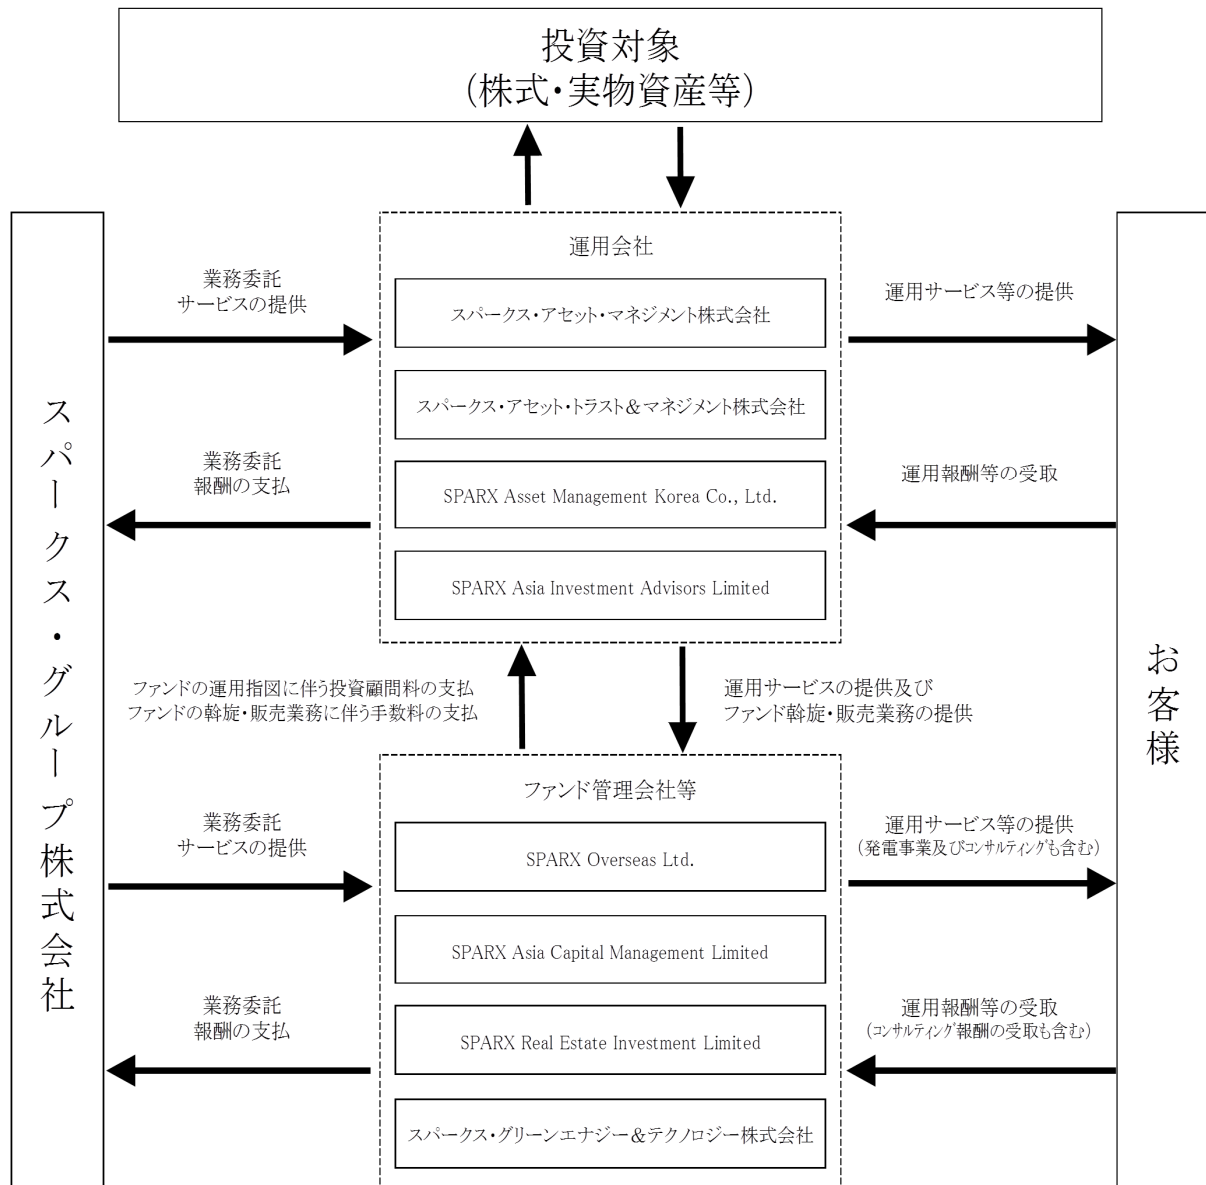 投資対象
(株式・実物資産等)
運用会社
スパークス・アセット・マネジメント株式会社
スパークス・アセット・トラスト&マネジメント株式会社
SPARX Asset Management Korea Co., Ltd.
SPARX Asia Investment Advisors Limited
業務委託
サービスの提供
業務委託
報酬の支払
運用サービス等の提供
運用報酬等の受取
スパークス・グループ株式会社
お客様
ファンドの運用指図に伴う投資顧問料の支払
ファンドの斡旋・販売業務に伴う手数料の支払
運用サービスの提供及び
ファンド斡旋・販売業務の提供
ファンド管理会社等
SPARX Overseas Ltd.
SPARX Asia Capital Management Limited
SPARX Real Estate Investment Limited
スパークス・グリーンエナジー&テクノロジー株式会社
業務委託
サービスの提供
業務委託
報酬の支払
運用サービス等の提供
(発電事業及びコンサルティングも含む)
運用報酬等の受取
(コンサルティング報酬の受取も含む)